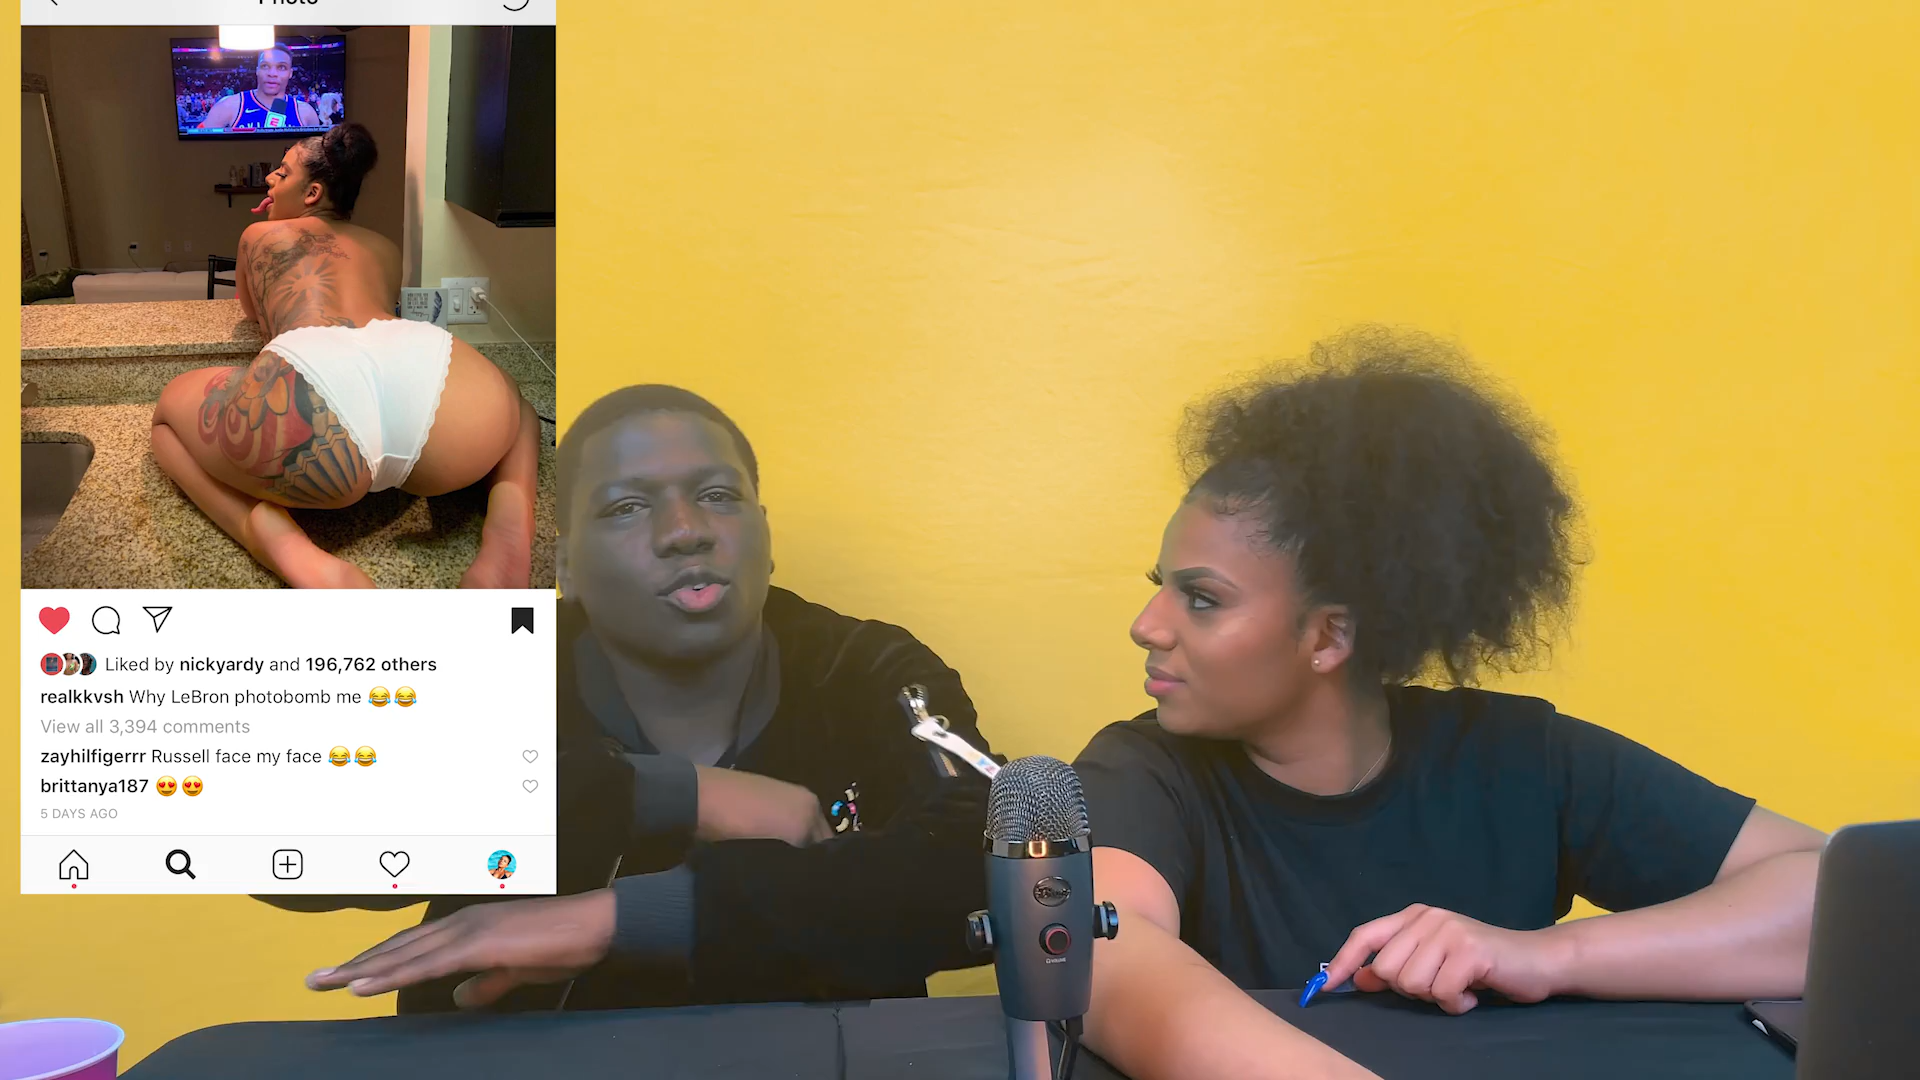 Photo
Liked by nickyardy and 196,762 others
realkkvsh Why LeBron photobomb me 😂😂
View all 3,394 comments
zayhilfigerrr Russell face my face 😂😂
brittanya187 😍😍
5 DAYS AGO